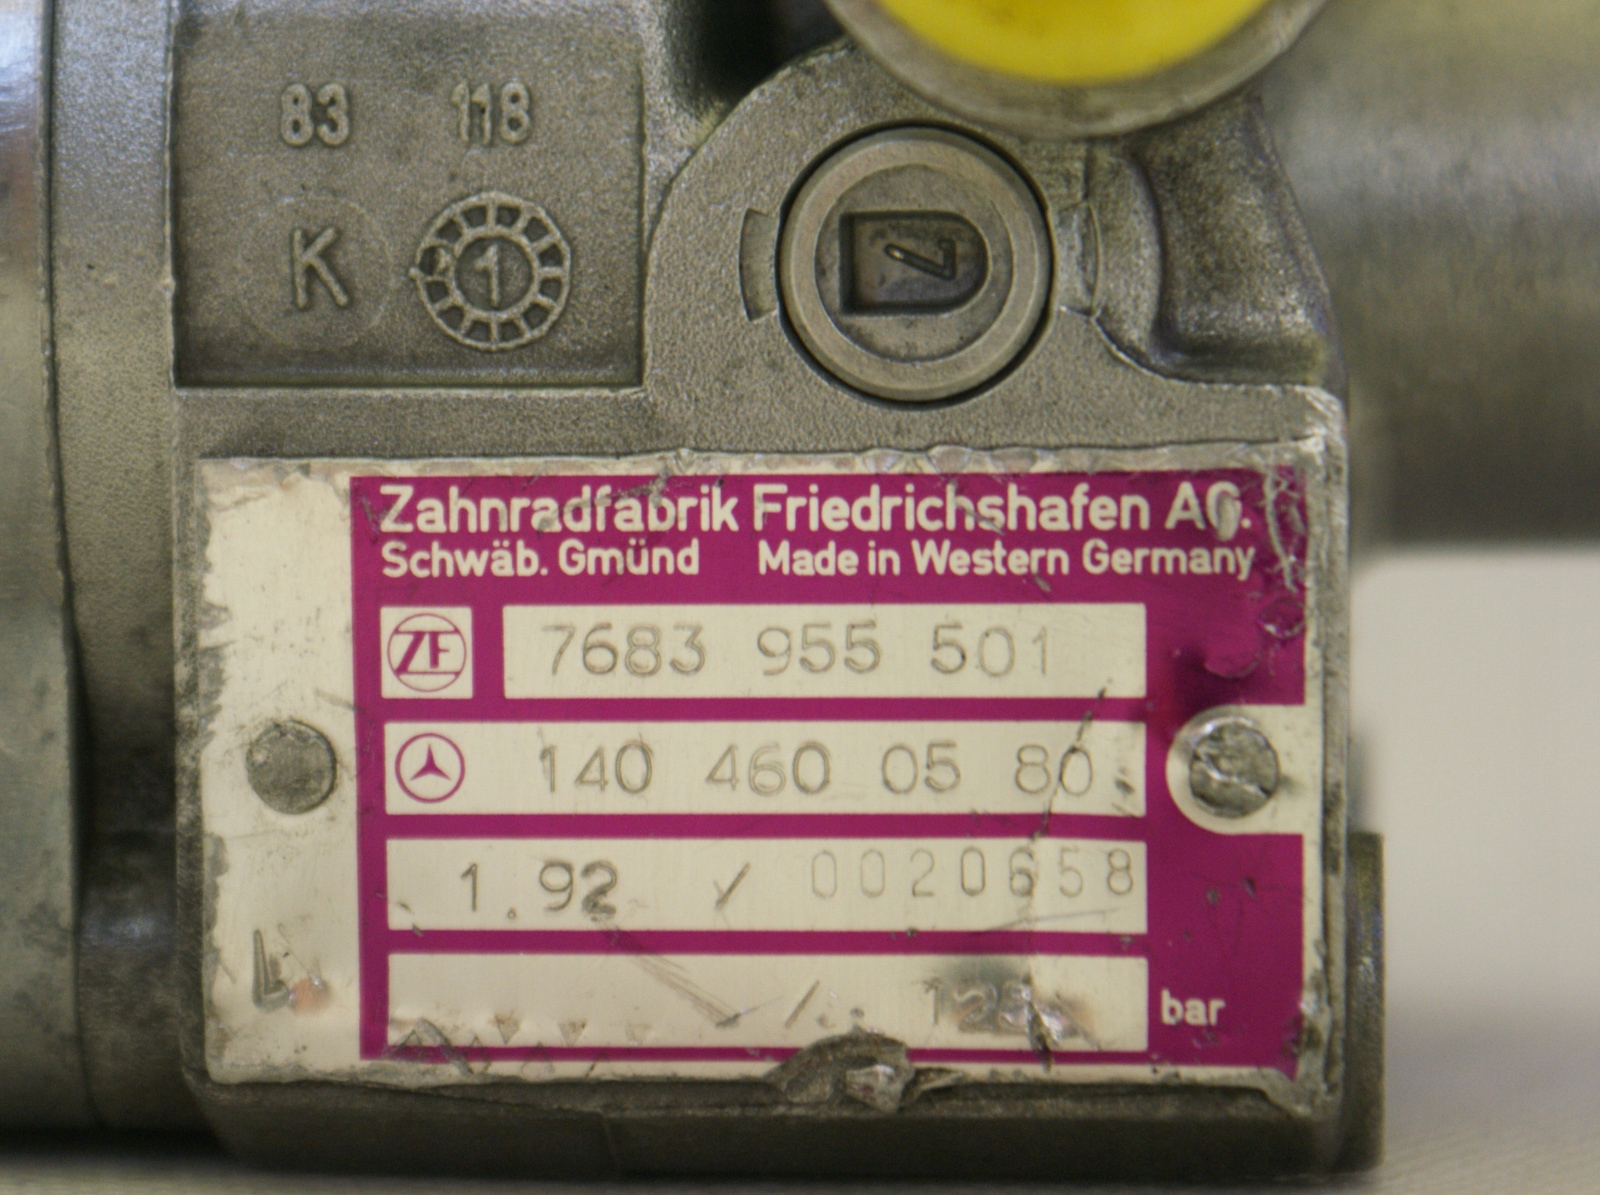 83 118
K 1
7
Zahnradfabrik Friedrichshafen AG.
Schwäb. Gmünd Made in Western Germany
ZF 7683 955 501
140 460 05 80
1.92 / 0020658
bar
L